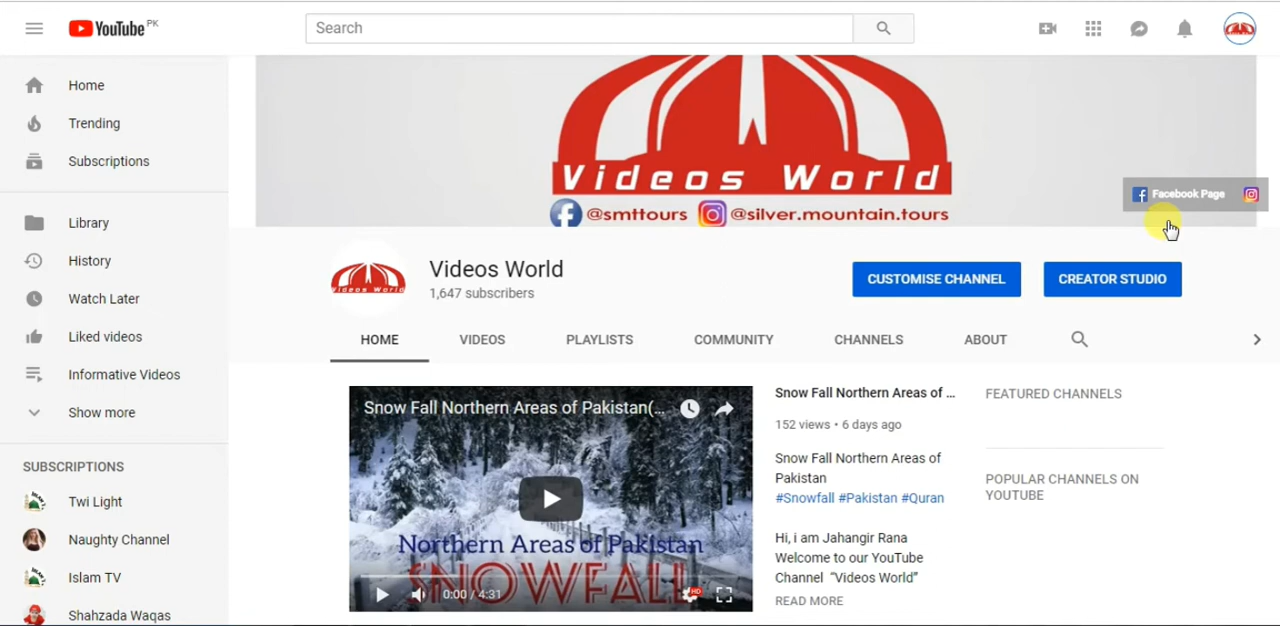 YouTube PK
Search
Home
Trending
Subscriptions
Library
History
Watch Later
Liked videos
Informative Videos
Show more
SUBSCRIPTIONS
Twi Light
Naughty Channel
Islam TV
Shahzada Waqas
Videos World
@smttours @silver.mountain.tours
Facebook Page
Videos World
Videos World
1,647 subscribers
CUSTOMISE CHANNEL
CREATOR STUDIO
HOME
VIDEOS
PLAYLISTS
COMMUNITY
CHANNELS
ABOUT
Snow Fall Northern Areas of Pakistan(...
Northern Areas of Pakistan
SNOWFALL
0:00 / 4:31
HD
Snow Fall Northern Areas of ...
152 views • 6 days ago
Snow Fall Northern Areas of
Pakistan
#Snowfall #Pakistan #Quran
Hi, i am Jahangir Rana
Welcome to our YouTube
Channel “Videos World”
READ MORE
FEATURED CHANNELS
POPULAR CHANNELS ON
YOUTUBE